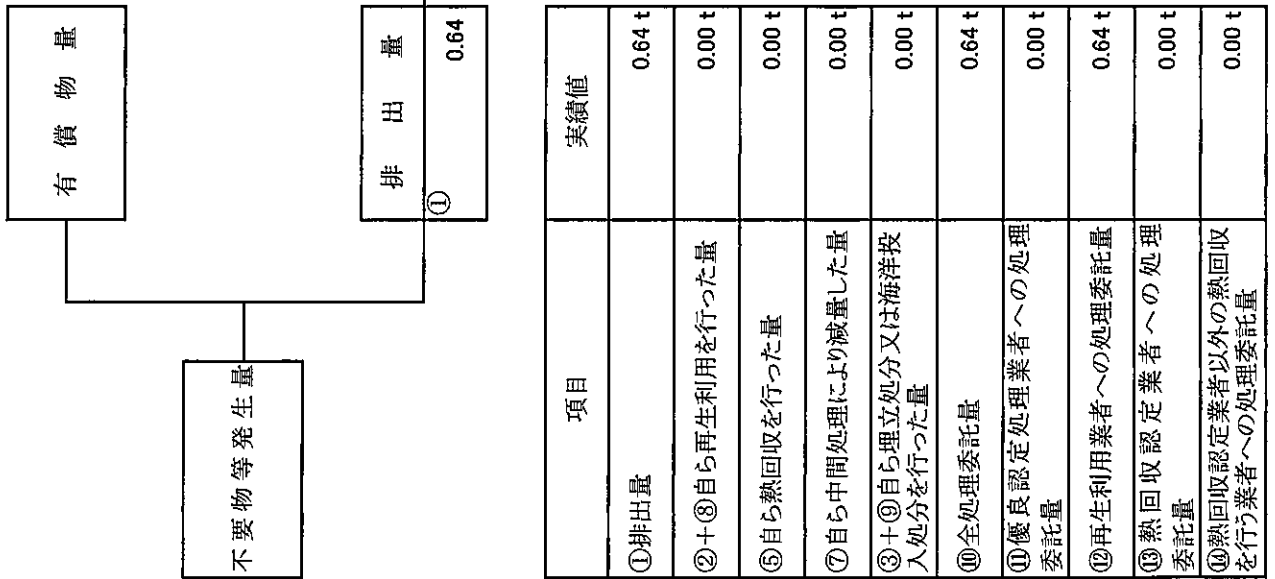 有償物量
不要物等発生量
排出量
①
0.64
項目 実績値
①排出量 0.64 t
②+⑧自ら再生利用を行った量 0.00 t
⑤自ら熱回収を行った量 0.00 t
⑦自ら中間処理により減量した量 0.00 t
③+⑨自ら埋立処分又は海洋投 0.00 t
入処分を行った量
⑩全処理委託量 0.64 t
⑪優良認定処理業者への処理 0.00 t
委託量
⑫再生利用業者への処理委託量 0.64 t
⑬熱回収認定業者への処理 0.00 t
委託量
⑭熱回収認定業者以外の熱回収 0.00 t
を行う業者への処理委託量